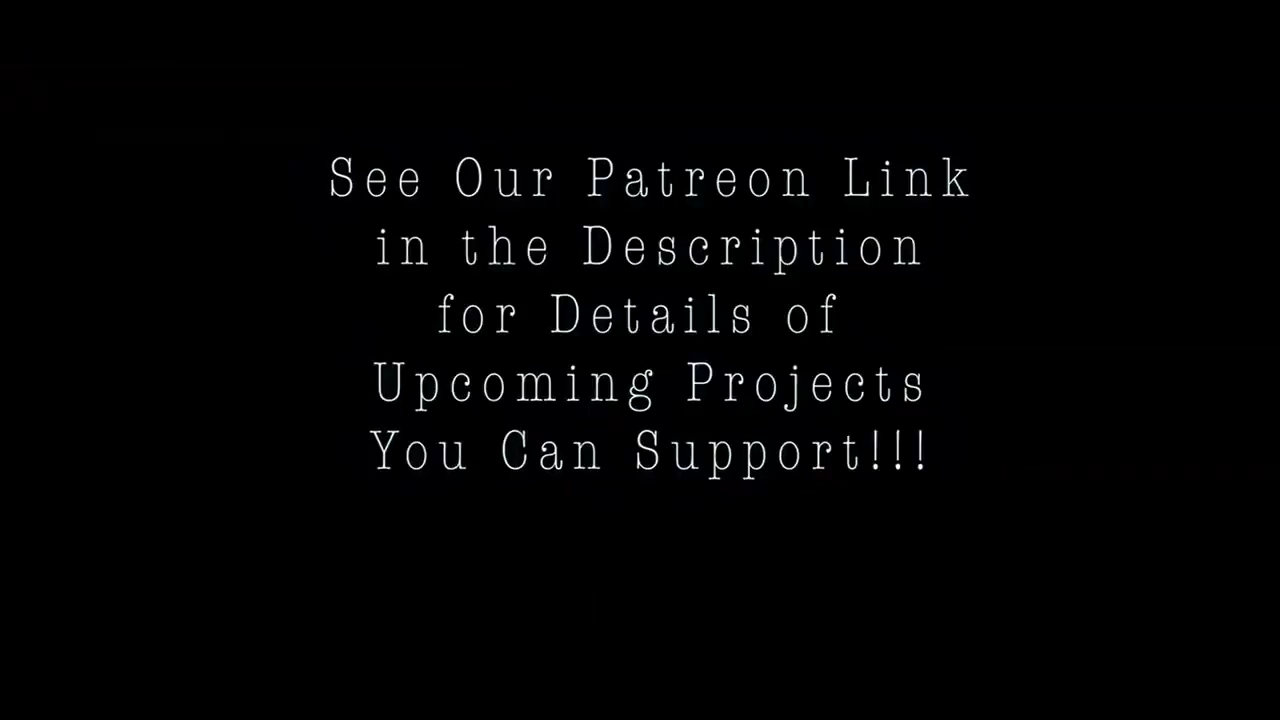 See Our Patreon Link
in the Description
for Details of
Upcoming Projects
You Can Support!!!